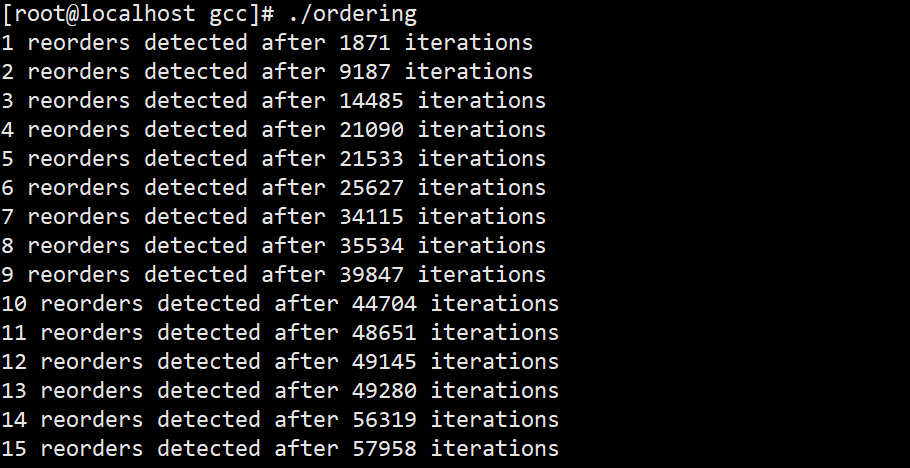 [root@localhost gcc]# ./ordering
1 reorders detected after 1871 iterations
2 reorders detected after 9187 iterations
3 reorders detected after 14485 iterations
4 reorders detected after 21090 iterations
5 reorders detected after 21533 iterations
6 reorders detected after 25627 iterations
7 reorders detected after 34115 iterations
8 reorders detected after 35534 iterations
9 reorders detected after 39847 iterations
10 reorders detected after 44704 iterations
11 reorders detected after 48651 iterations
12 reorders detected after 49145 iterations
13 reorders detected after 49280 iterations
14 reorders detected after 56319 iterations
15 reorders detected after 57958 iterations